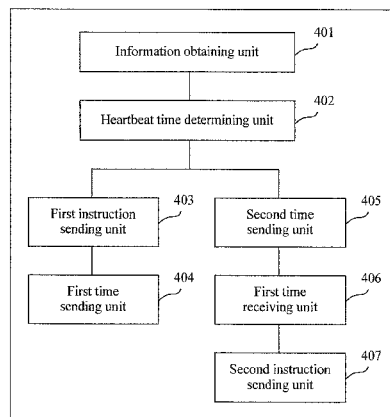 401
Information obtaining unit
402
Heartbeat time determining unit
403
First instruction
sending unit
404
First time
sending unit
405
Second time
sending unit
406
First time
receiving unit
407
Second instruction
sending unit